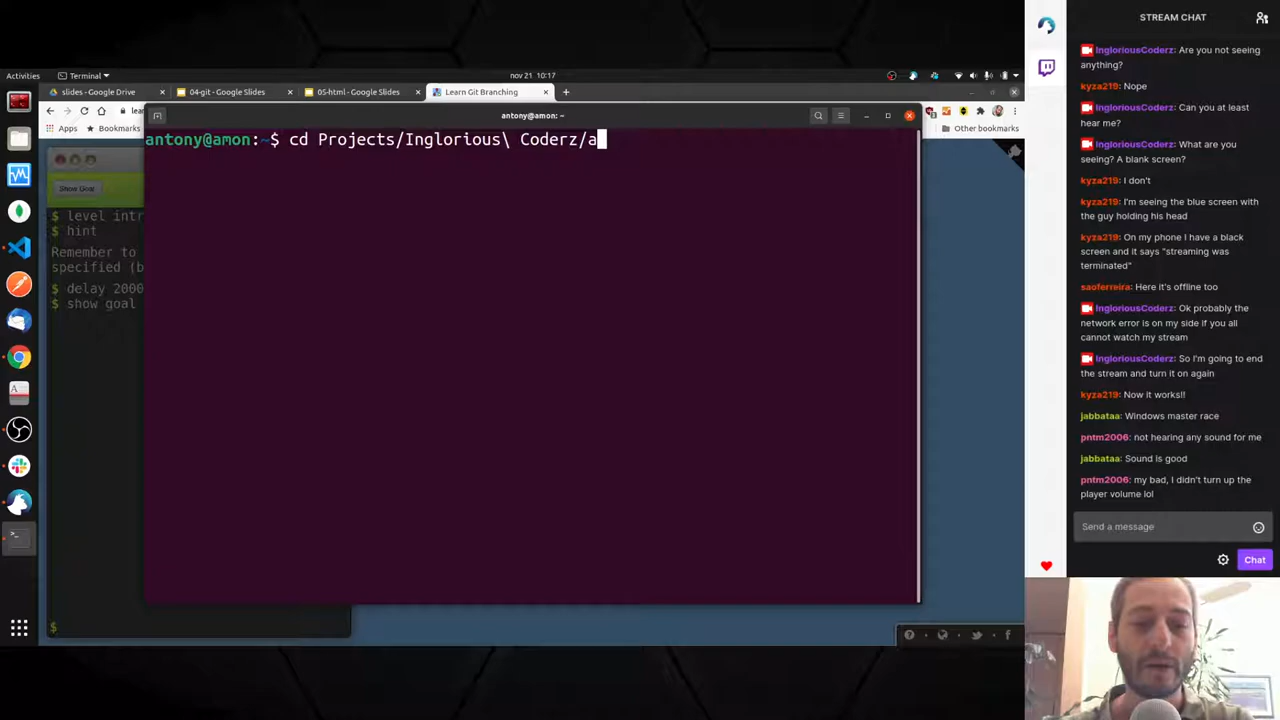 STREAM CHAT
Activities
Terminal
nov 21 10:17
slides - Google Drive
04-git - Google Slides
05-html - Google Slides
Learn Git Branching
antony@amon: ~
Apps
Bookmarks
Other bookmarks
antony@amon:~$ cd Projects/Inglorious\ Coderz/a
Show Goal
$ level intr
$ hint
Remember to
specified (b
$ delay 2000
$ show goal
$
IngloriousCoderz: Are you not seeing
anything?
kyza219: Nope
IngloriousCoderz: Can you at least
hear me?
IngloriousCoderz: What are you
seeing? A blank screen?
kyza219: I don't
kyza219: I'm seeing the blue screen with
the guy holding his head
kyza219: On my phone I have a black
screen and it says "streaming was
terminated"
saoferreira: Here it's offline too
IngloriousCoderz: Ok probably the
network error is on my side if you all
cannot watch my stream
IngloriousCoderz: So I'm going to end
the stream and turn it on again
kyza219: Now it works!!
jabbataa: Windows master race
pntm2006: not hearing any sound for me
jabbataa: Sound is good
pntm2006: my bad, I didn't turn up the
player volume lol
Send a message
Chat